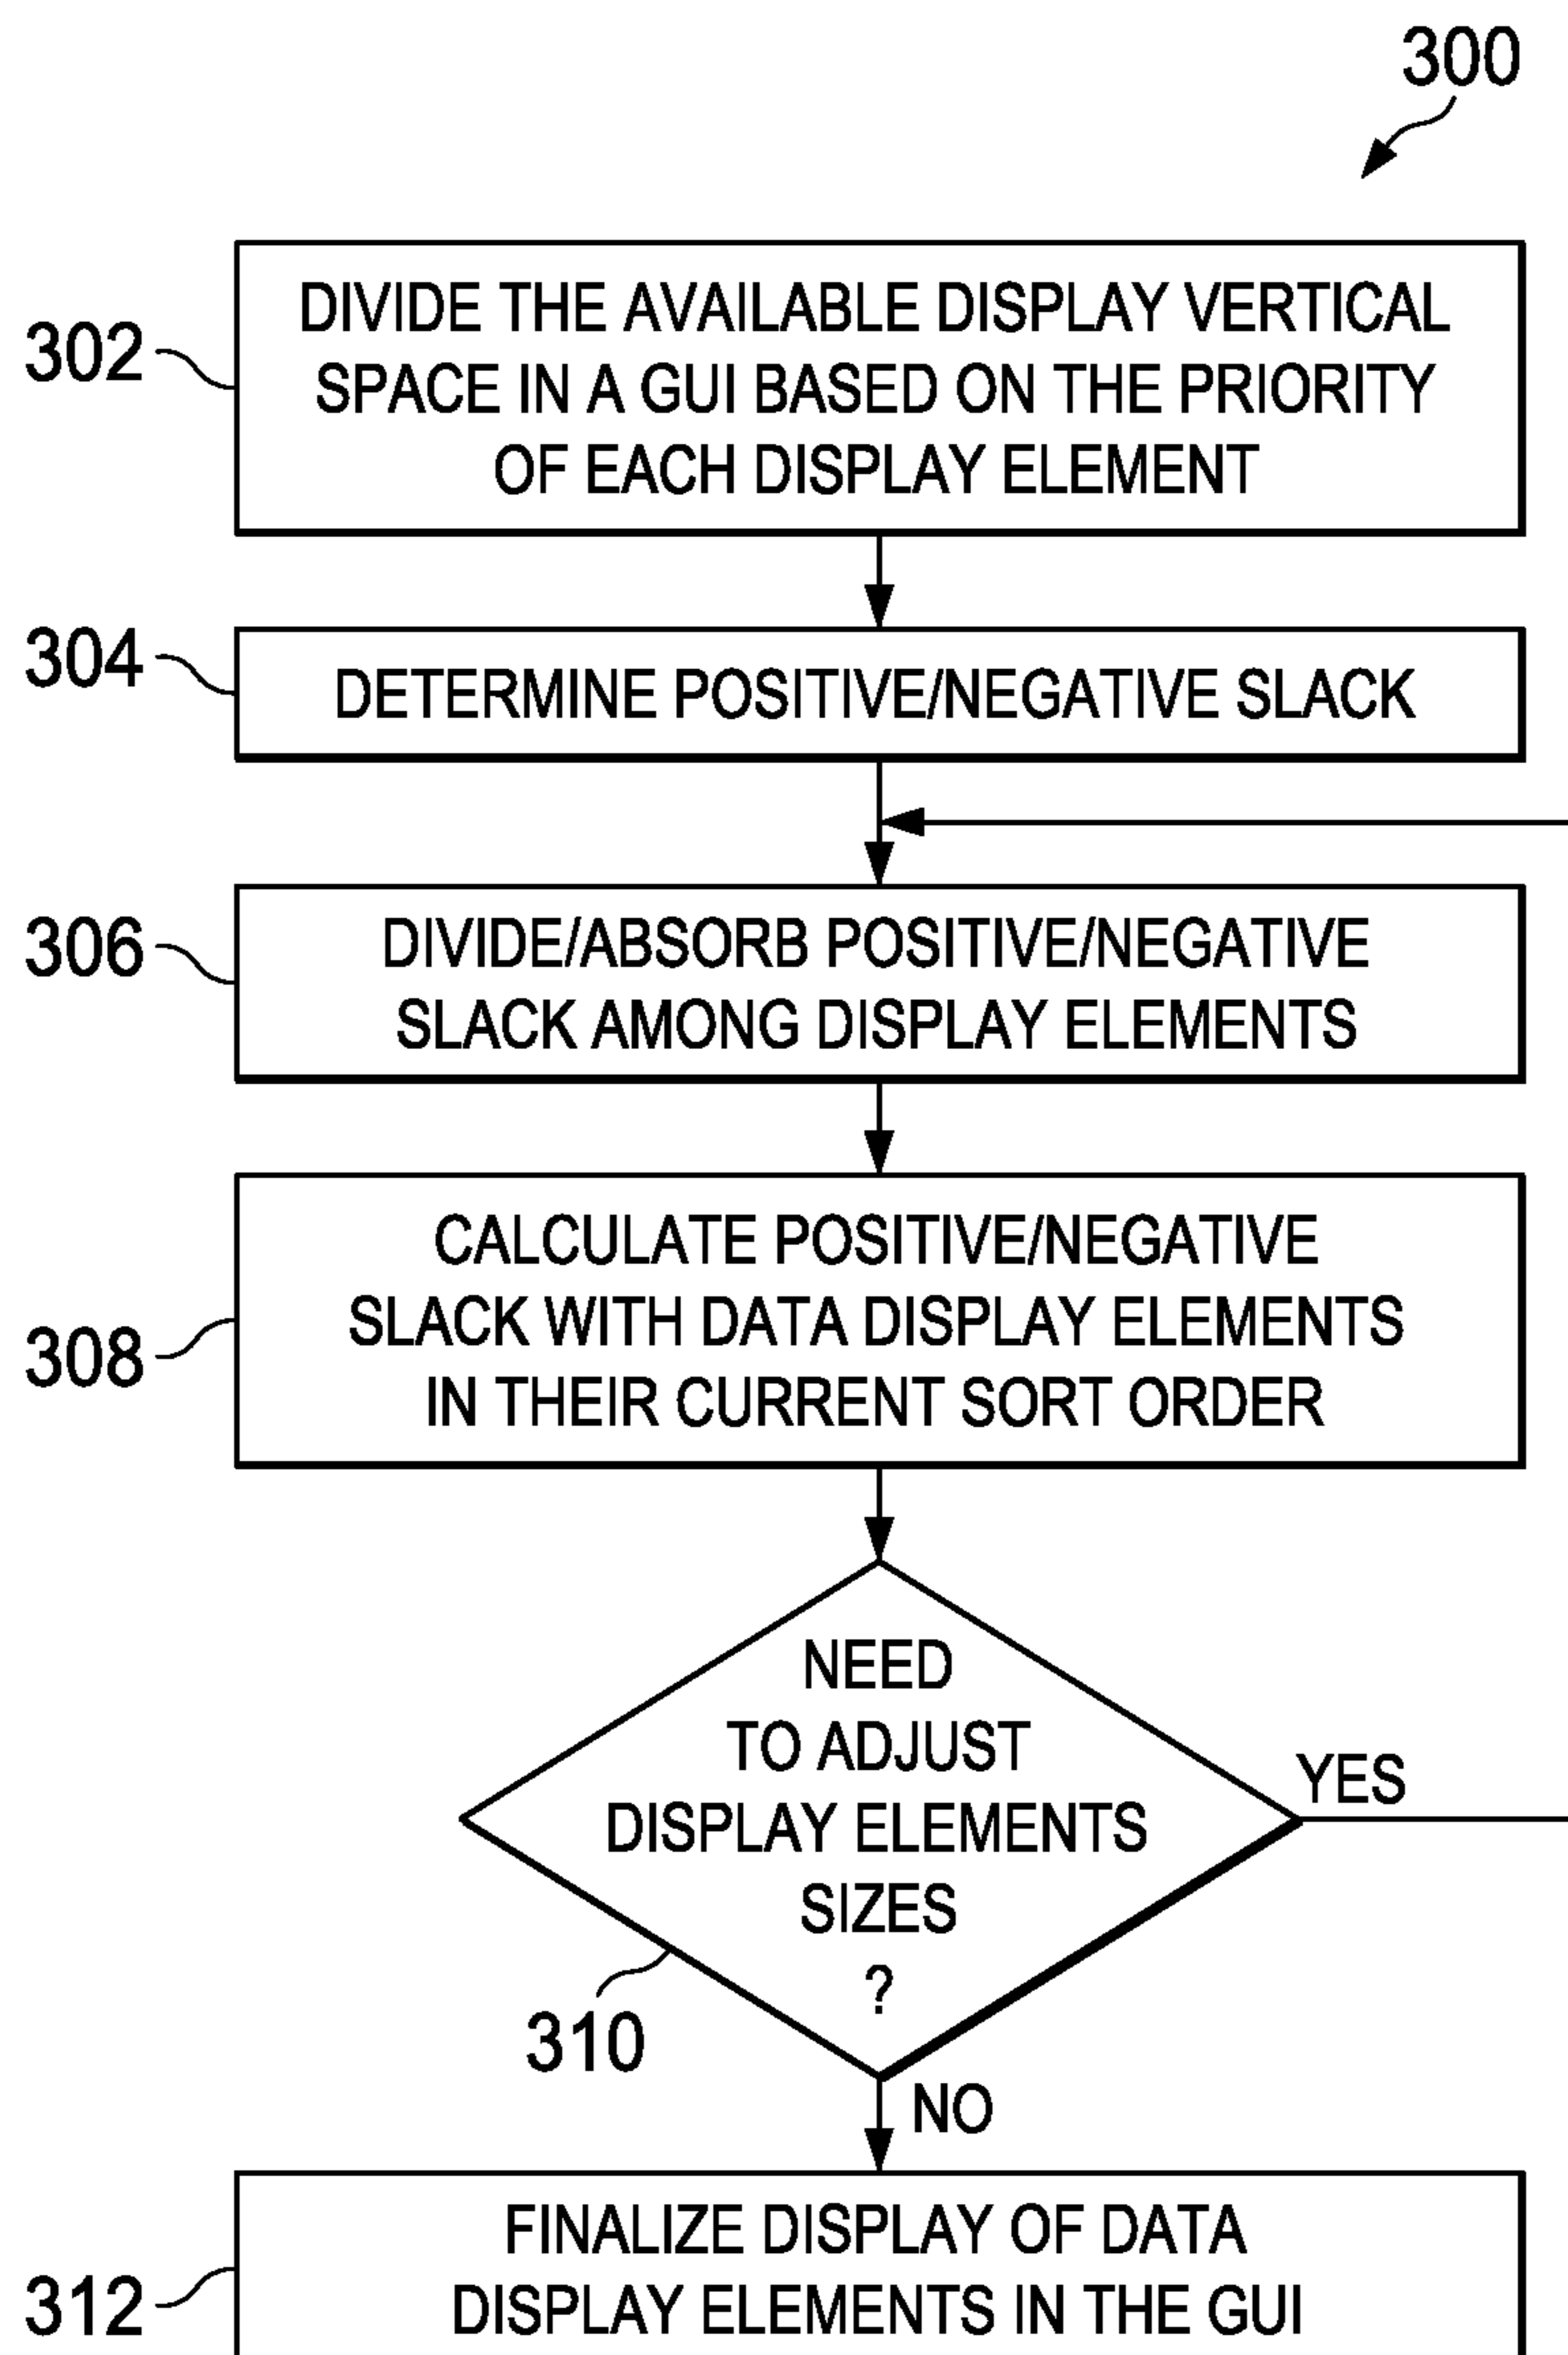 300
302
DIVIDE THE AVAILABLE DISPLAY VERTICAL
SPACE IN A GUI BASED ON THE PRIORITY
OF EACH DISPLAY ELEMENT
304
DETERMINE POSITIVE/NEGATIVE SLACK
306
DIVIDE/ABSORB POSITIVE/NEGATIVE
SLACK AMONG DISPLAY ELEMENTS
308
CALCULATE POSITIVE/NEGATIVE
SLACK WITH DATA DISPLAY ELEMENTS
IN THEIR CURRENT SORT ORDER
NEED
TO ADJUST
DISPLAY ELEMENTS
SIZES
?
YES
310
NO
312
FINALIZE DISPLAY OF DATA
DISPLAY ELEMENTS IN THE GUI